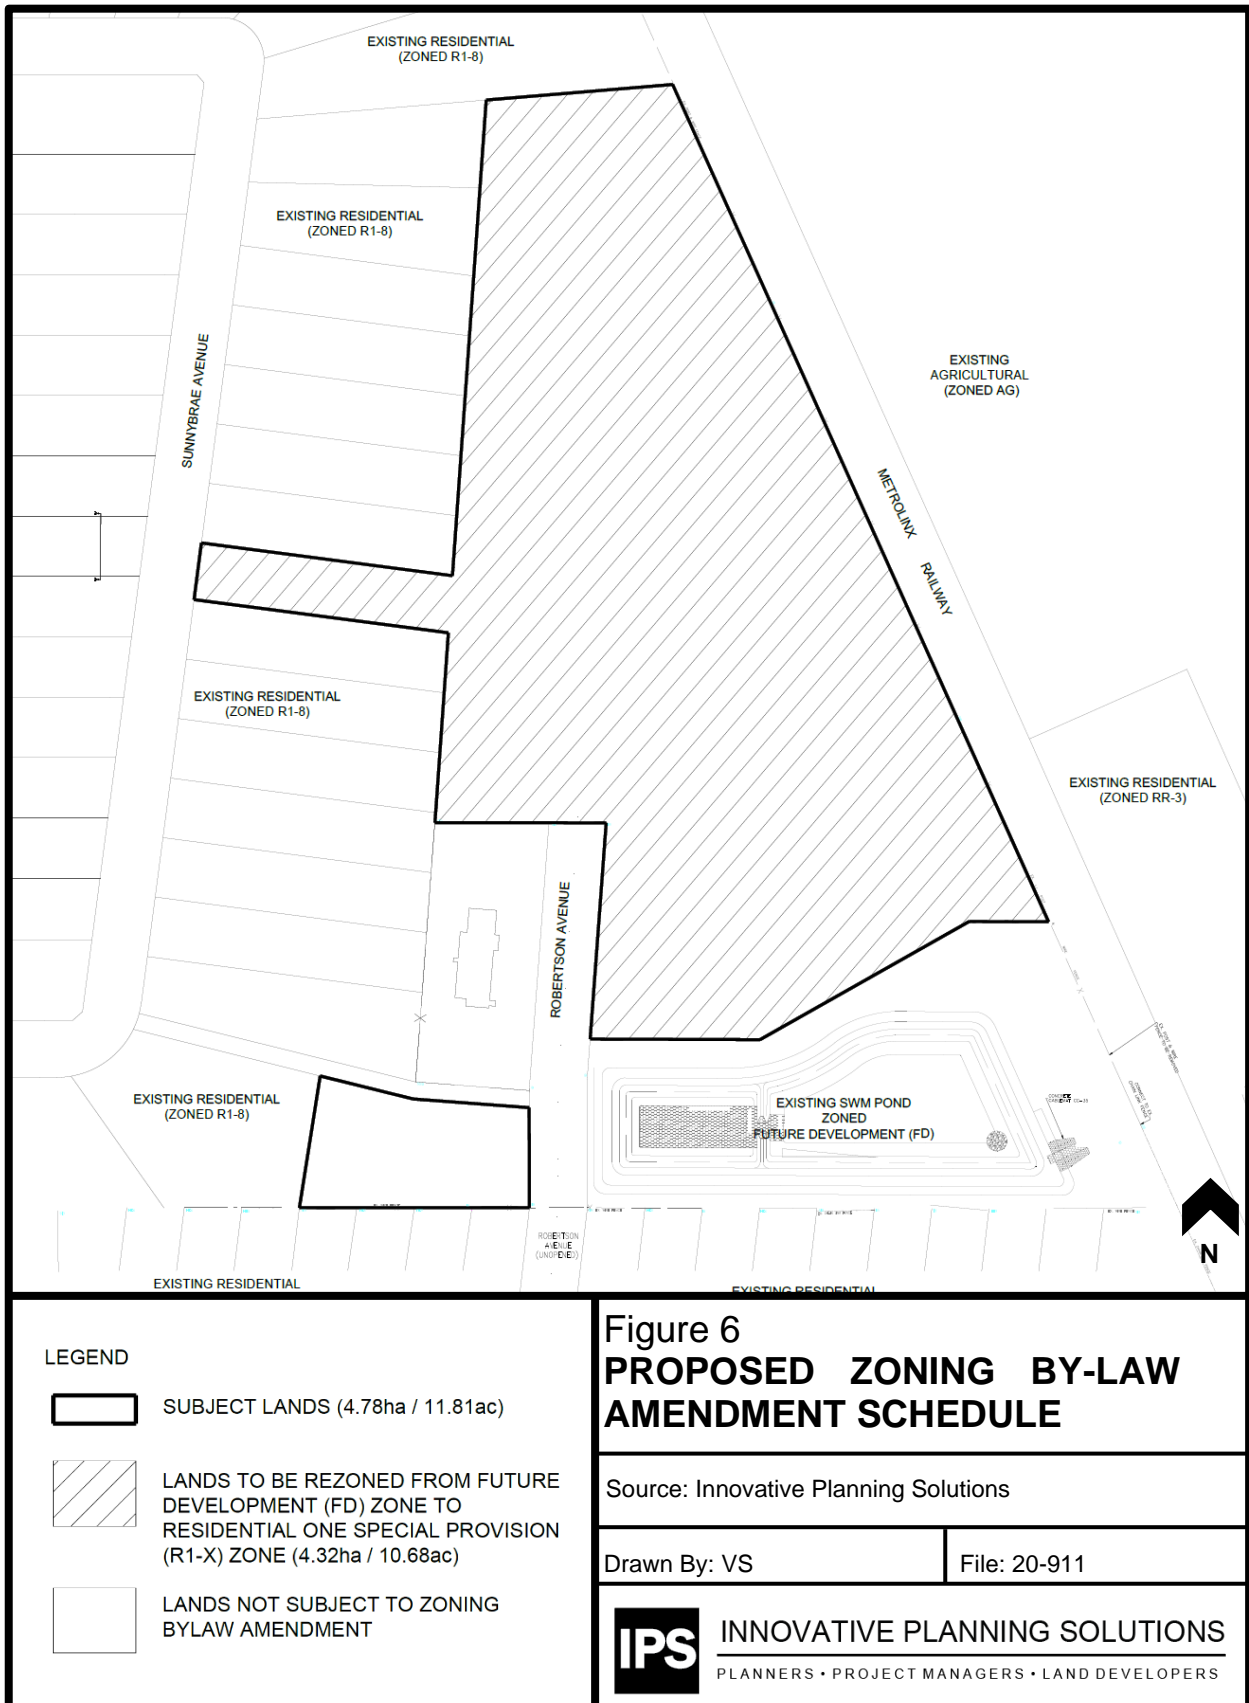 EXISTING RESIDENTIAL
(ZONED R1-8)
EXISTING RESIDENTIAL
(ZONED R1-8)
SUNNYBRAE AVENUE
EXISTING
AGRICULTURAL
(ZONED AG)
METROLINX RAILWAY
EXISTING RESIDENTIAL
(ZONED R1-8)
EXISTING RESIDENTIAL
(ZONED RR-3)
ROBERTSON AVENUE
EXISTING RESIDENTIAL
(ZONED R1-8)
EXISTING SWM POND
ZONED
FUTURE DEVELOPMENT (FD)
ROBERTSON
AVENUE
(UNOPENED)
N
EXISTING RESIDENTIAL
EXISTING RESIDENTIAL
LEGEND
SUBJECT LANDS (4.78ha / 11.81ac)
LANDS TO BE REZONED FROM FUTURE
DEVELOPMENT (FD) ZONE TO
RESIDENTIAL ONE SPECIAL PROVISION
(R1-X) ZONE (4.32ha / 10.68ac)
LANDS NOT SUBJECT TO ZONING
BYLAW AMENDMENT
Figure 6
PROPOSED ZONING BY-LAW
AMENDMENT SCHEDULE
Source: Innovative Planning Solutions
Drawn By: VS
File: 20-911
IPS
INNOVATIVE PLANNING SOLUTIONS
PLANNERS • PROJECT MANAGERS • LAND DEVELOPERS